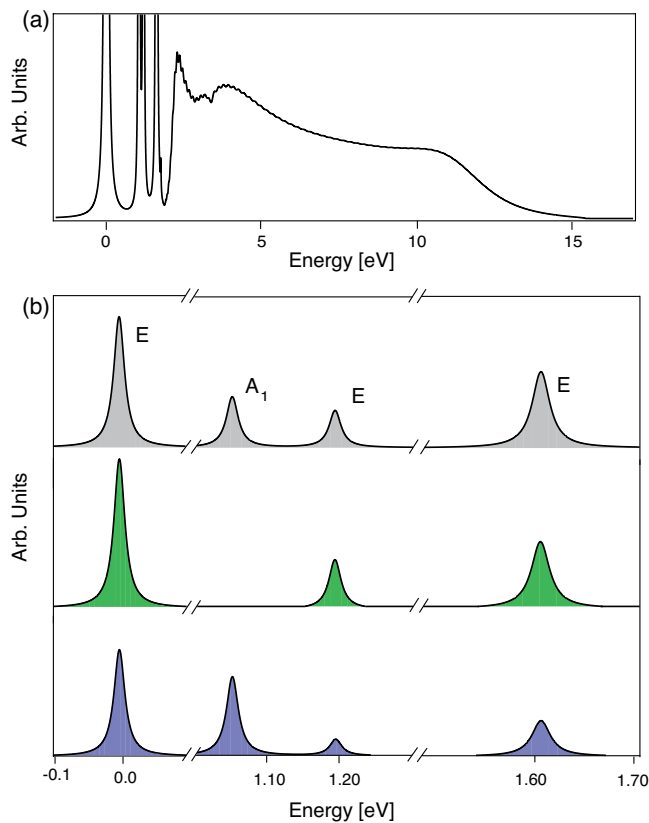 (a)
Arb. Units
0 5 10 15
Energy [eV]
(b)
E A1 E E
Arb. Units
-0.1 0.0 1.10 1.20 1.60 1.70
Energy [eV]